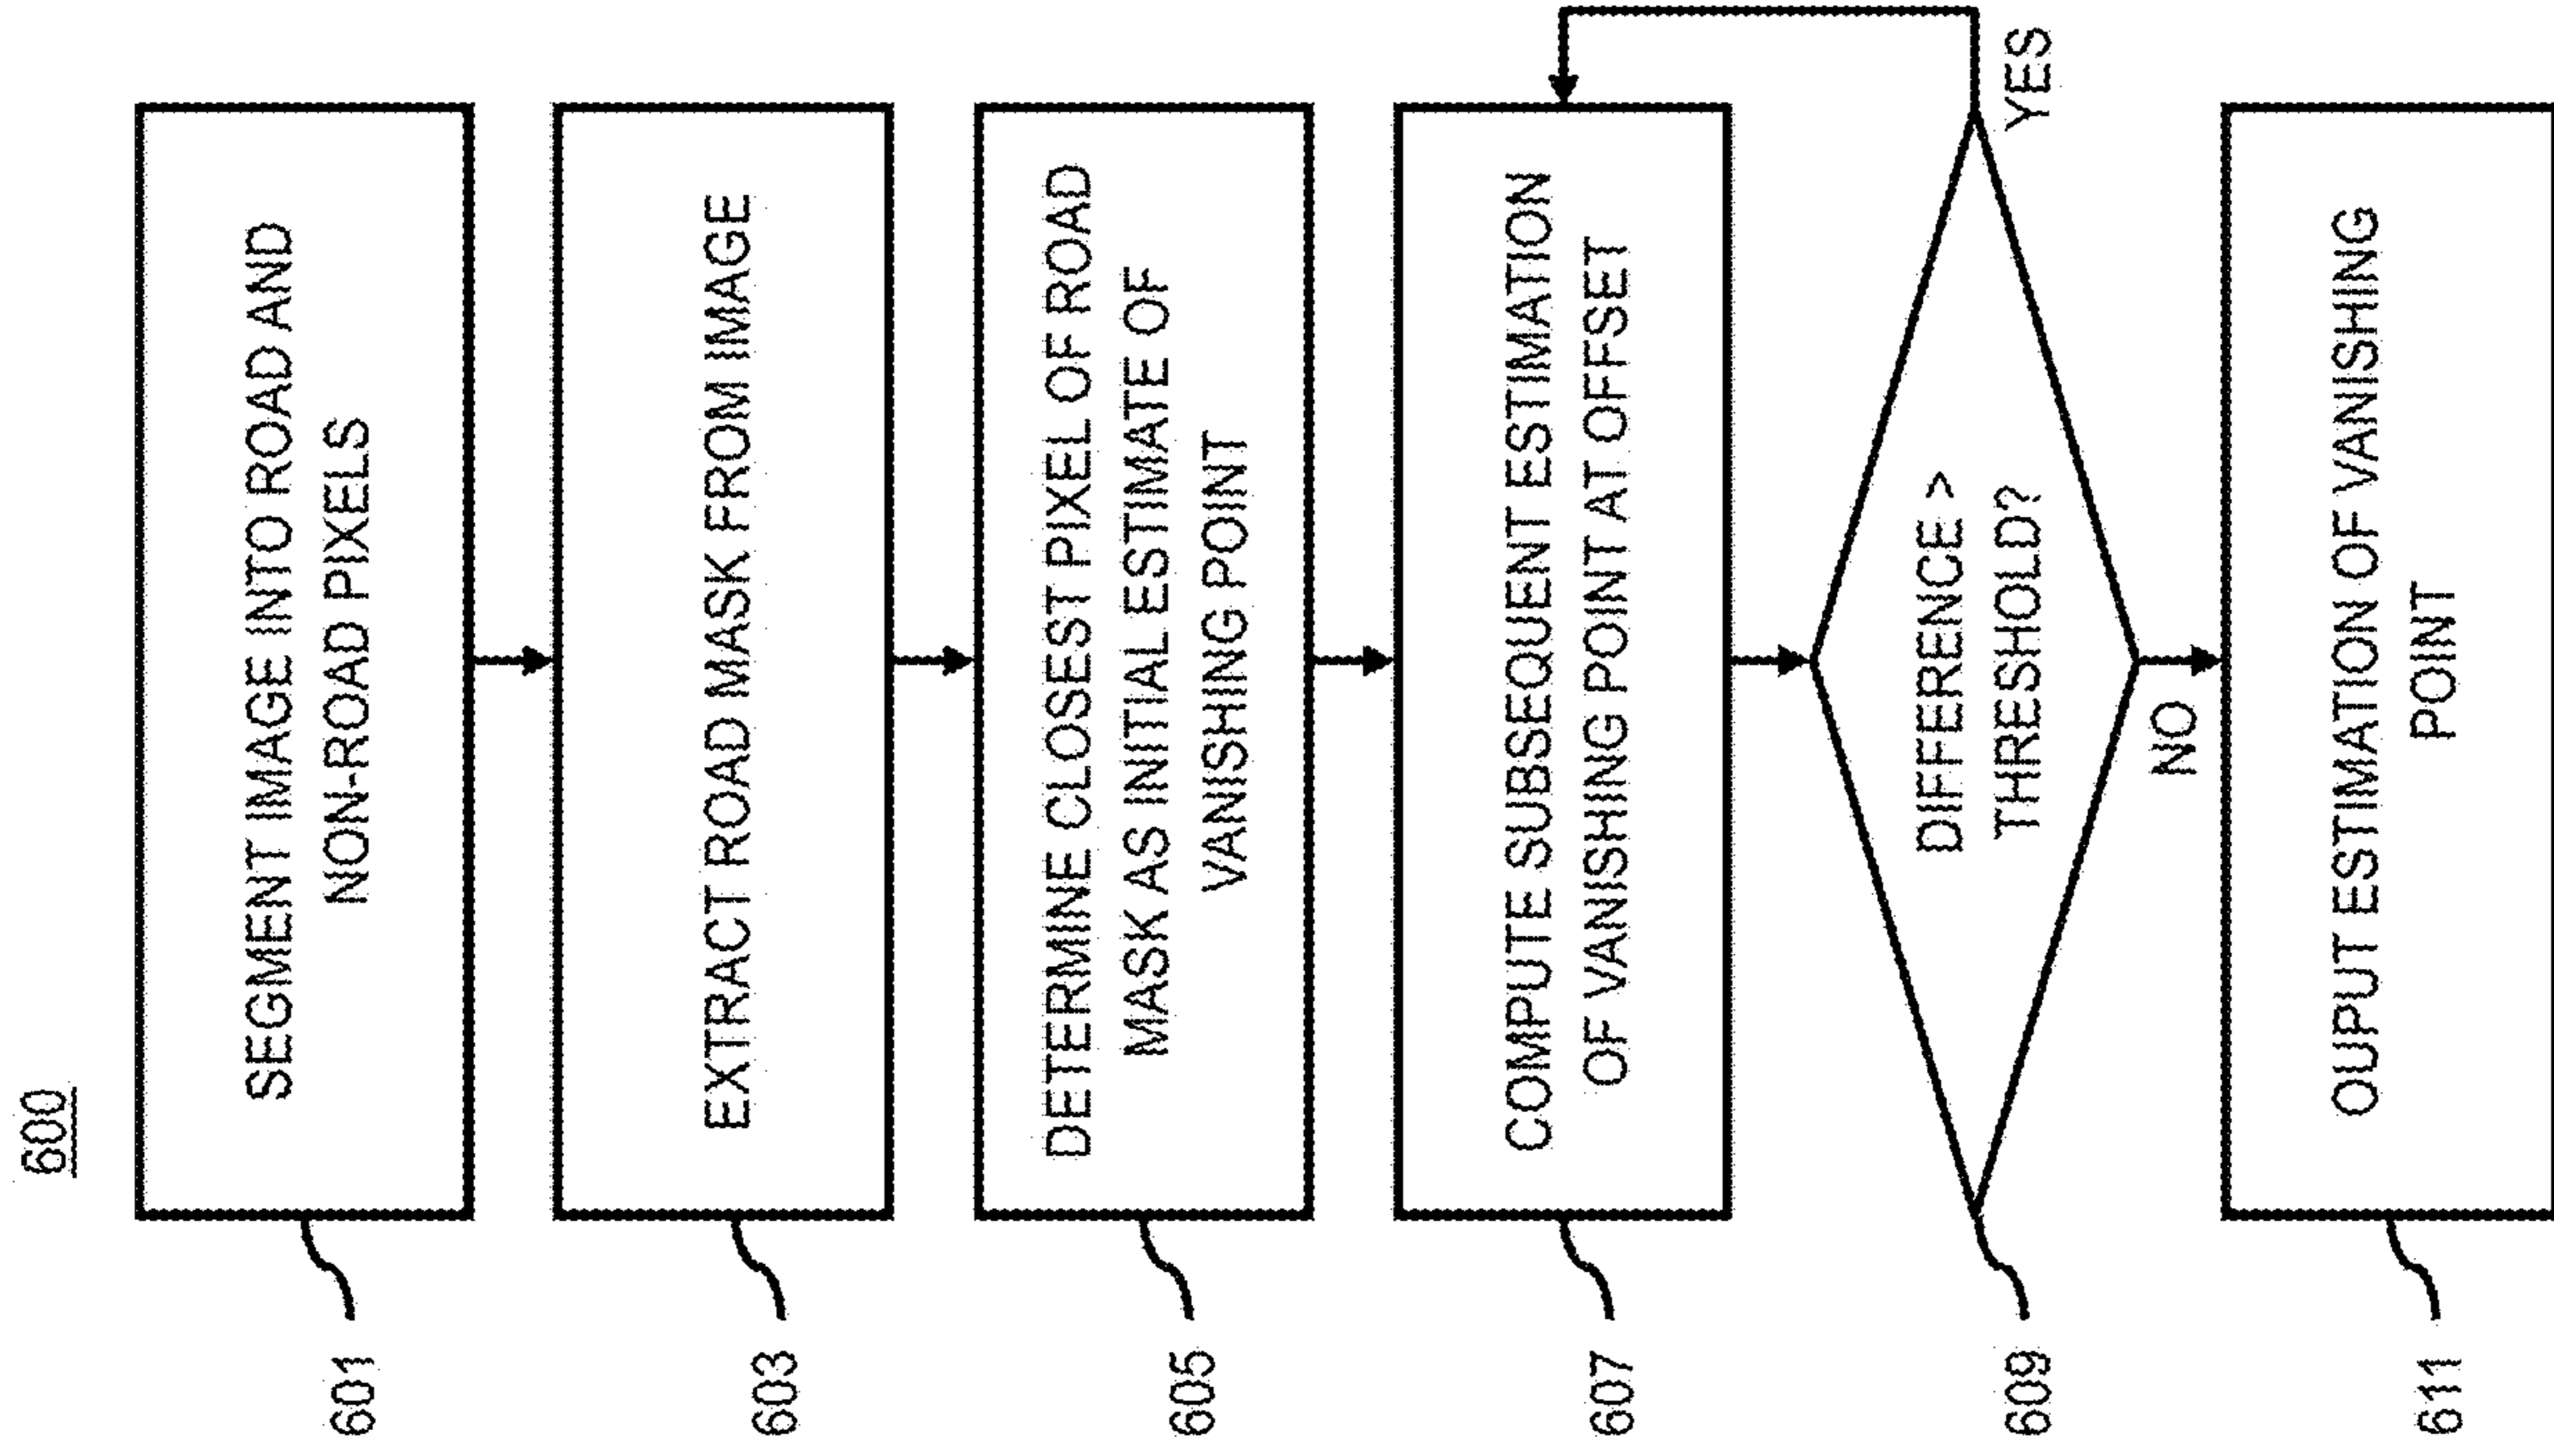 600
601
SEGMENT IMAGE INTO ROAD AND
NON-ROAD PIXELS
603
EXTRACT ROAD MASK FROM IMAGE
605
DETERMINE CLOSEST PIXEL OF ROAD
MASK AS INITIAL ESTIMATE OF
VANISHING POINT
607
COMPUTE SUBSEQUENT ESTIMATION
OF VANISHING POINT AT OFFSET
609
DIFFERENCE >
THRESHOLD?
YES
NO
611
OUPUT ESTIMATION OF VANISHING
POINT